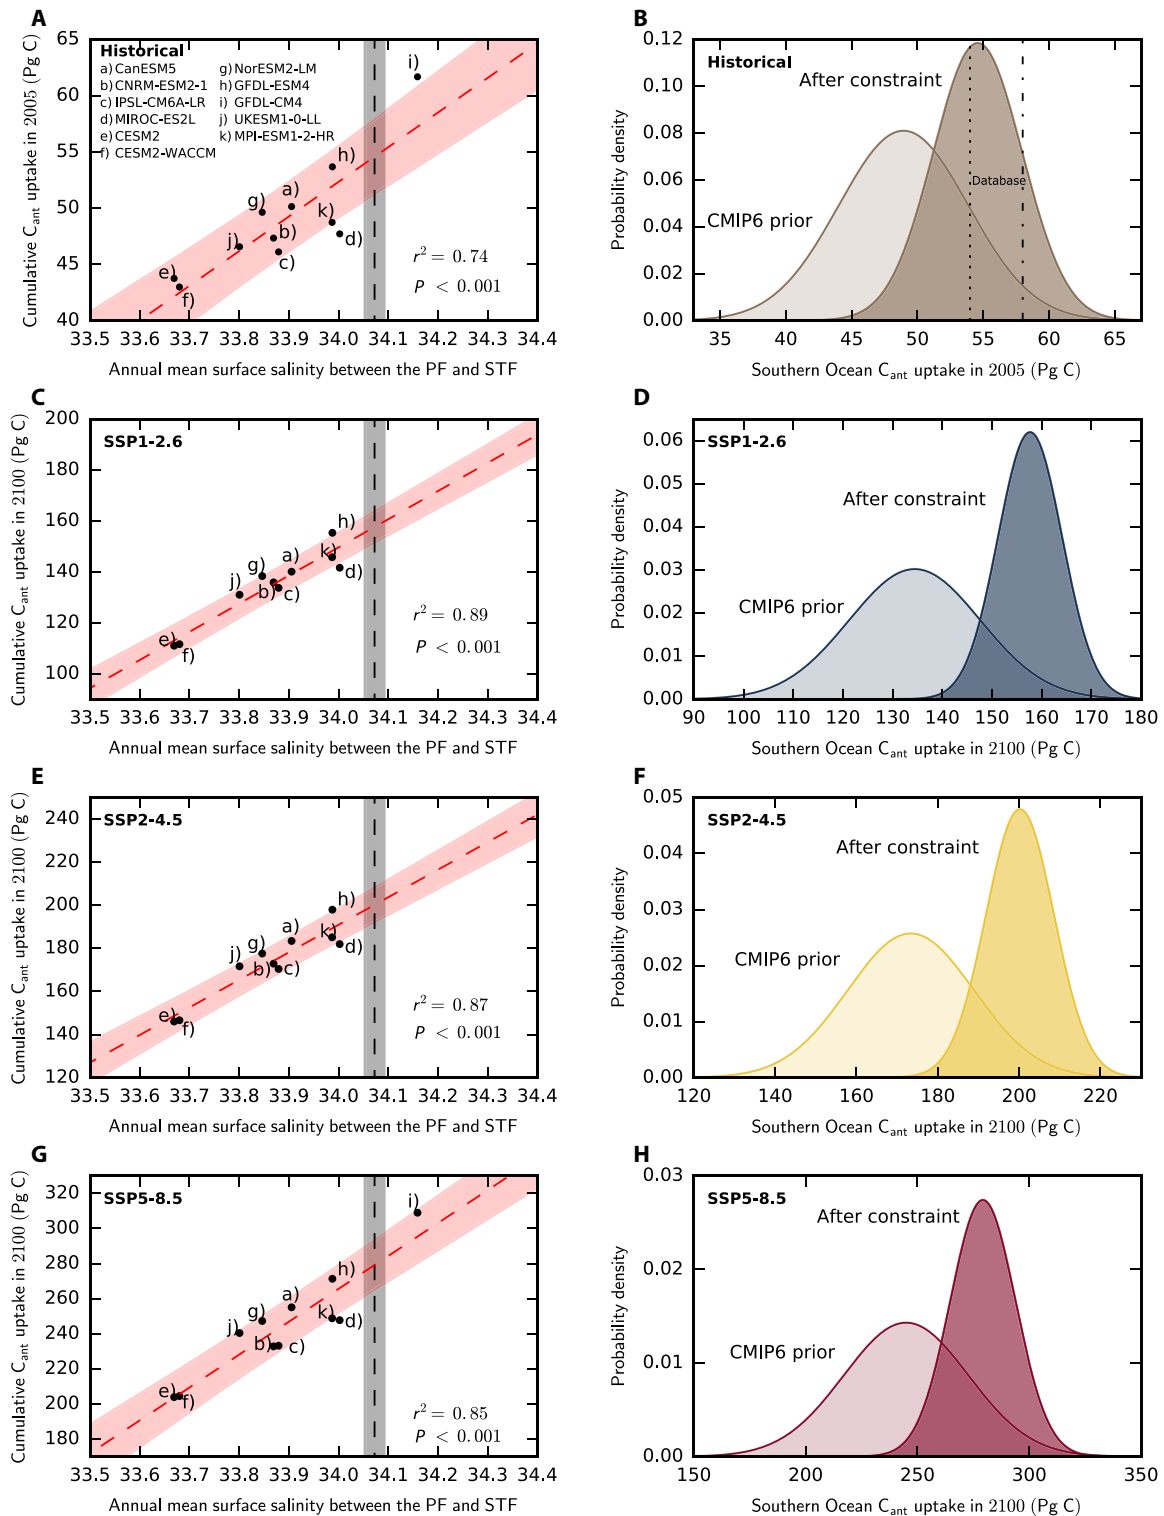 A
Historical
a) CanESM5 g) NorESM2-LM
b) CNRM-ESM2-1 h) GFDL-ESM4
c) IPSL-CM6A-LR i) GFDL-CM4
d) MIROC-ES2L j) UKESM1-0-LL
e) CESM2 k) MPI-ESM1-2-HR
f) CESM2-WACCM
i)
h)
a)
g)
k)
j)
b)
d)
c)
e)
f)
r² = 0.74
P < 0.001
65
60
55
50
45
40
33.5 33.6 33.7 33.8 33.9 34.0 34.1 34.2 34.3 34.4
Cumulative Cant uptake in 2005 (Pg C)
Annual mean surface salinity between the PF and STF
B
Historical
After constraint
CMIP6 prior
Database
0.12
0.10
0.08
0.06
0.04
0.02
0.00
35 40 45 50 55 60 65
Probability density
Southern Ocean Cant uptake in 2005 (Pg C)
C
SSP1-2.6
h)
a)
k)
g)
d)
j)
b)
c)
e)
f)
r² = 0.89
P < 0.001
200
180
160
140
120
100
33.5 33.6 33.7 33.8 33.9 34.0 34.1 34.2 34.3 34.4
Cumulative Cant uptake in 2100 (Pg C)
Annual mean surface salinity between the PF and STF
D
SSP1-2.6
After constraint
CMIP6 prior
0.06
0.05
0.04
0.03
0.02
0.01
0.00
90 100 110 120 130 140 150 160 170 180
Probability density
Southern Ocean Cant uptake in 2100 (Pg C)
E
SSP2-4.5
h)
a)
k)
g)
j)
d)
b)
c)
e)
f)
r² = 0.87
P < 0.001
240
220
200
180
160
140
120
33.5 33.6 33.7 33.8 33.9 34.0 34.1 34.2 34.3 34.4
Cumulative Cant uptake in 2100 (Pg C)
Annual mean surface salinity between the PF and STF
F
SSP2-4.5
After constraint
CMIP6 prior
0.05
0.04
0.03
0.02
0.01
0.00
120 140 160 180 200 220
Probability density
Southern Ocean Cant uptake in 2100 (Pg C)
G
SSP5-8.5
i)
h)
a)
g)
k)
d)
j)
b)
c)
e)
f)
r² = 0.85
P < 0.001
320
300
280
260
240
220
200
180
33.5 33.6 33.7 33.8 33.9 34.0 34.1 34.2 34.3 34.4
Cumulative Cant uptake in 2100 (Pg C)
Annual mean surface salinity between the PF and STF
H
SSP5-8.5
After constraint
CMIP6 prior
0.03
0.02
0.01
0.00
150 200 250 300 350
Probability density
Southern Ocean Cant uptake in 2100 (Pg C)